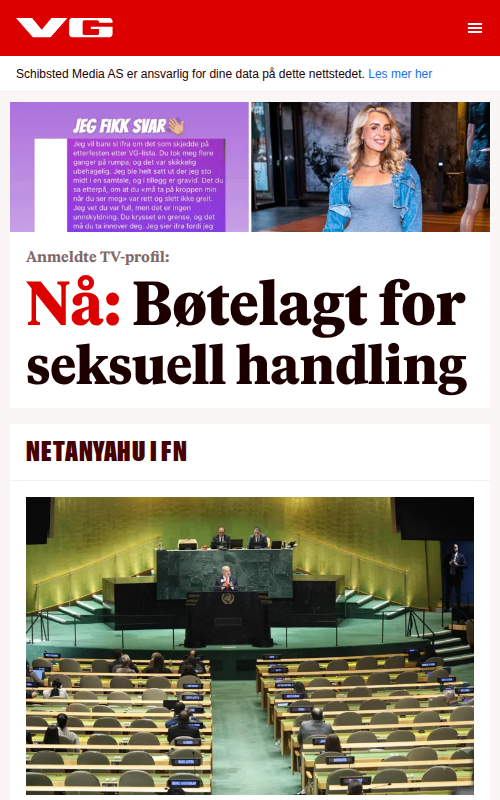 VG
Schibsted Media AS er ansvarlig for dine data på dette nettstedet. Les mer her
JEG FIKK SVAR👋🏼
Jeg vil bare si ifra om det som skjedde på
etterfesten etter VG-lista. Du tok meg flere
ganger på rumpa, og det var skikkelig
ubehagelig. Jeg ble helt satt ut der jeg sto
midt i en samtale, og i tillegg er gravid. Det du
sa etterpå, om at du «må ta på kroppen min
når du ser meg» var rett og slett ikke greit.
Jeg vet du var full, men det er ingen
unnskyldning. Du krysset en grense, og det
må du ta innover deg. Jeg sier ifra fordi jeg
Anmeldte TV-profil:
Nå: Bøtelagt for
seksuell handling
NETANYAHU I FN